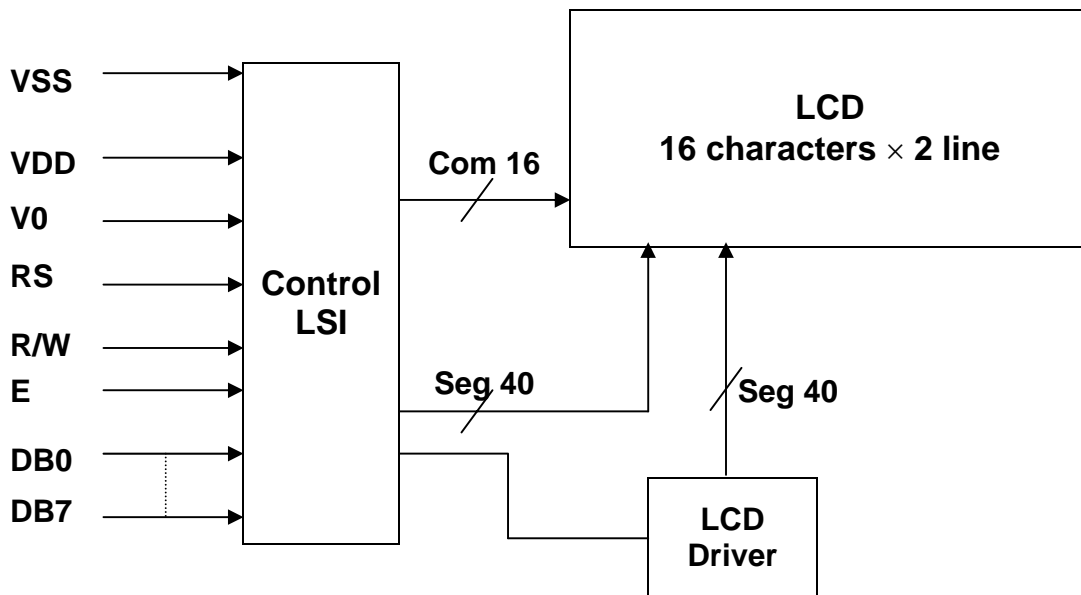 VSS
VDD
V0
RS
R/W
E
DB0
DB7
Control
LSI
Com 16
Seg 40
LCD
16 characters × 2 line
Seg 40
LCD
Driver